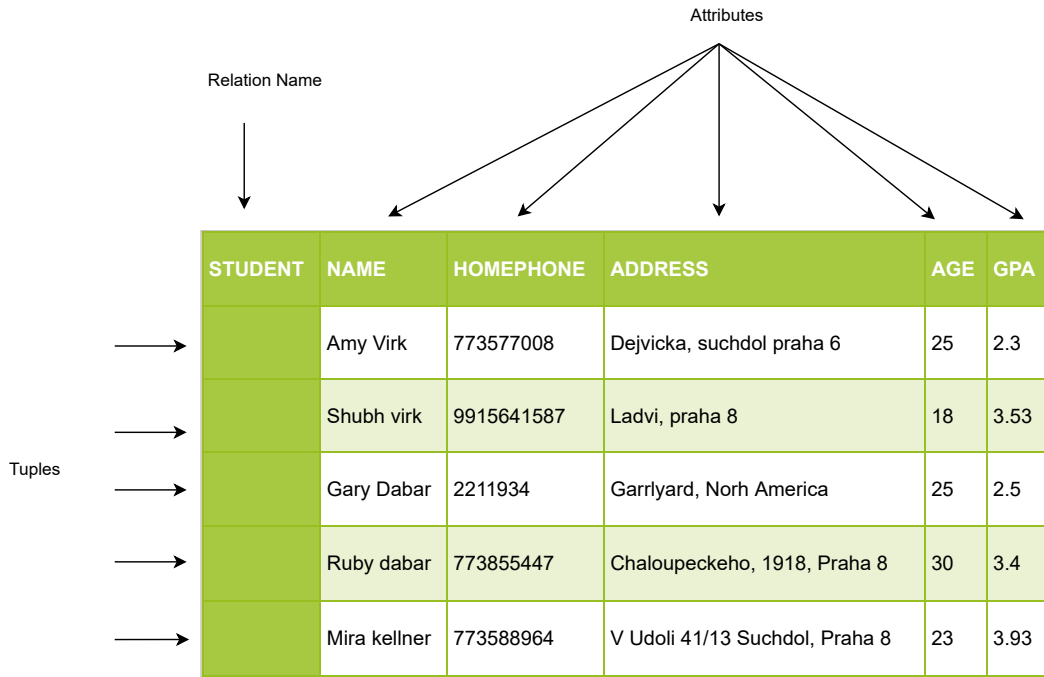 Attributes
Relation Name
STUDENT NAME HOMEPHONE ADDRESS AGE GPA
Amy Virk 773577008 Dejvicka, suchdol praha 6 25 2.3
Shubh virk 9915641587 Ladvi, praha 8 18 3.53
Tuples
Gary Dabar 2211934 Garrlyard, Norh America 25 2.5
Ruby dabar 773855447 Chaloupeckeho, 1918, Praha 8 30 3.4
Mira kellner 773588964 V Udoli 41/13 Suchdol, Praha 8 23 3.93